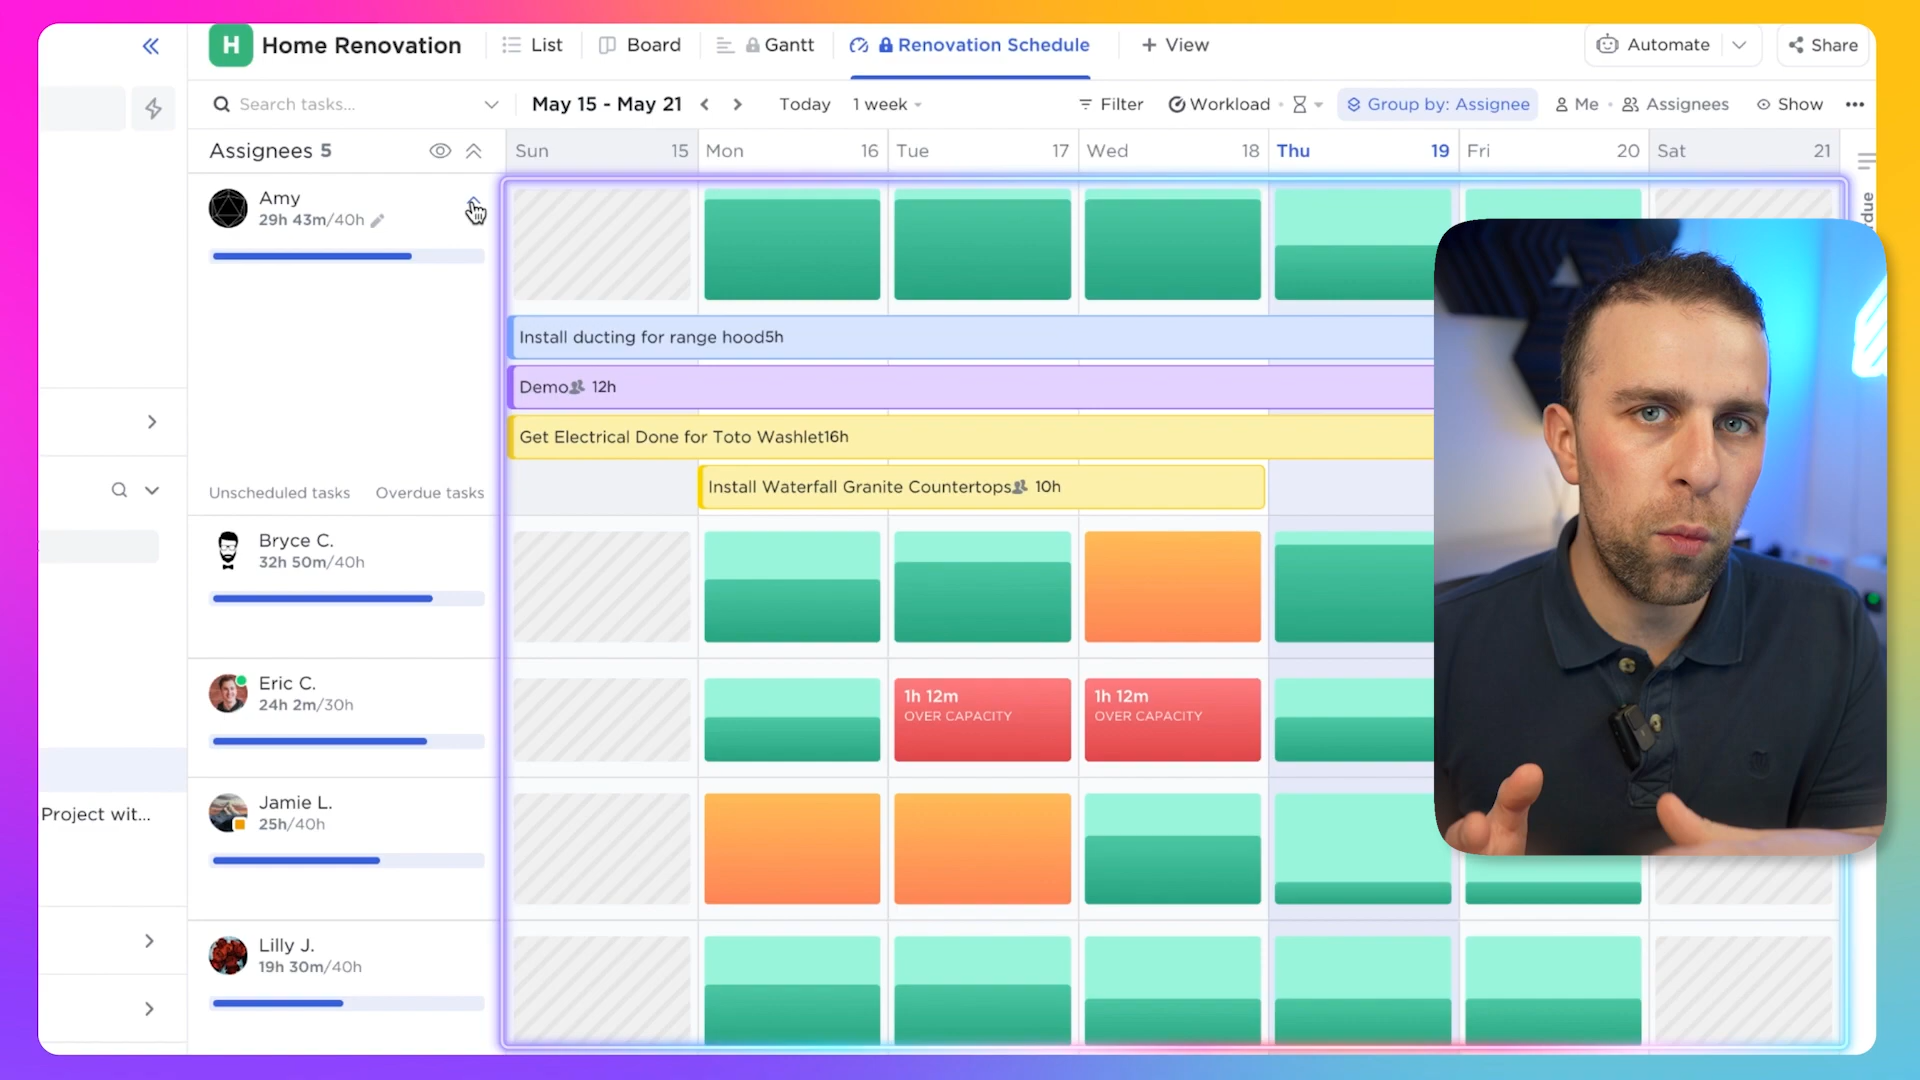 H Home Renovation List Board Gantt Renovation Schedule + View Automate Share
Search tasks... May 15 - May 21 Today 1 week Filter Workload Group by: Assignee Me Assignees Show
Assignees 5 Sun 15 Mon 16 Tue 17 Wed 18 Thu 19 Fri 20 Sat 21
Amy
29h 43m/40h
due
Install ducting for range hood5h
Demo 12h
Get Electrical Done for Toto Washlet16h
Install Waterfall Granite Countertops 10h
Unscheduled tasks Overdue tasks
Bryce C.
32h 50m/40h
Eric C.
24h 2m/30h
1h 12m
OVER CAPACITY
1h 12m
OVER CAPACITY
Jamie L.
25h/40h
Project wit...
Lilly J.
19h 30m/40h